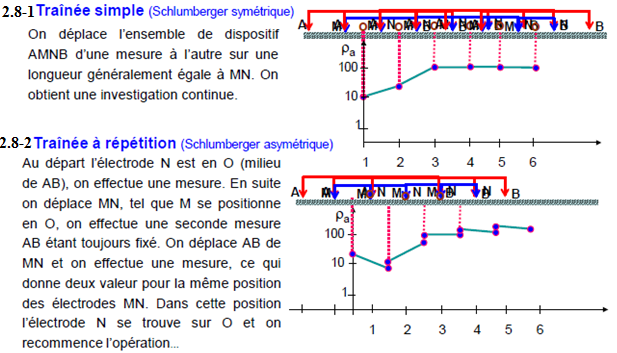 2.8-1 Traînée simple (Schlumberger symétrique)
On déplace l'ensemble de dispositif
AMNB d'une mesure à l'autre sur une
longueur généralement égale à MN. On
obtient une investigation continue.
A
B
ρa
100
10
1
1 2 3 4 5 6
2.8-2 Traînée à répétition (Schlumberger asymétrique)
Au départ l'électrode N est en O (milieu
de AB), on effectue une mesure. En suite
on déplace MN, tel que M se positionne
en O, on effectue une seconde mesure
AB étant toujours fixé. On déplace AB de
MN et on effectue une mesure, ce qui
donne deux valeur pour la même position
des électrodes MN. Dans cette position
l'électrode N se trouve sur O et on
recommence l'opération...
A M N M N M N B
ρa
100
10
1
1 2 3 4 5 6